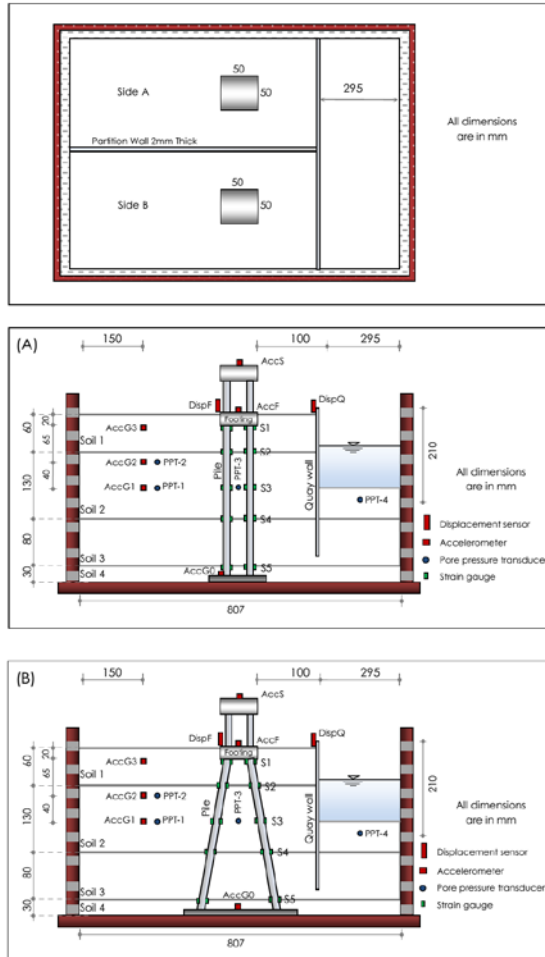 50
Side A
50
295
All dimensions
are in mm
Partition Wall 2mm Thick
50
Side B
50
(A)
150
100
295
AccS
DispF
AccF
DispQ
Footing
60
20
65
AccG3
S1
Soil 1
S2
AccG2
PPT-2
PPT-3
Pile
130
40
AccG1
PPT-1
S3
Quay wall
PPT-4
210
All dimensions
are in mm
Soil 2
S4
80
Soil 3
AccG0
S5
30
Soil 4
Displacement sensor
Accelerometer
Pore pressure transducer
Strain gauge
807
(B)
150
100
295
AccS
DispF
AccF
DispQ
Footing
60
20
65
AccG3
S1
Soil 1
S2
AccG2
PPT-2
PPT-3
Pile
130
40
AccG1
PPT-1
S3
Quay wall
PPT-4
210
All dimensions
are in mm
Soil 2
S4
80
Soil 3
AccG0
S5
30
Soil 4
Displacement sensor
Accelerometer
Pore pressure transducer
Strain gauge
807